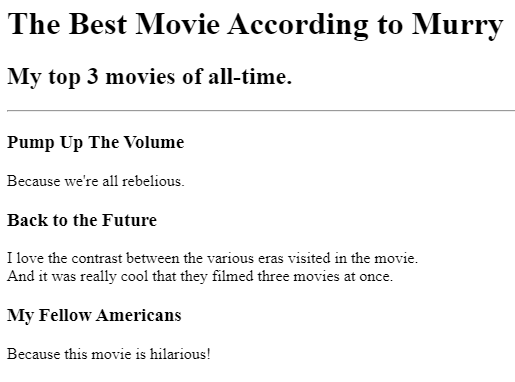 The Best Movie According to Murry
My top 3 movies of all-time.
Pump Up The Volume
Because we're all rebelious.
Back to the Future
I love the contrast between the various eras visited in the movie.
And it was really cool that they filmed three movies at once.
My Fellow Americans
Because this movie is hilarious!